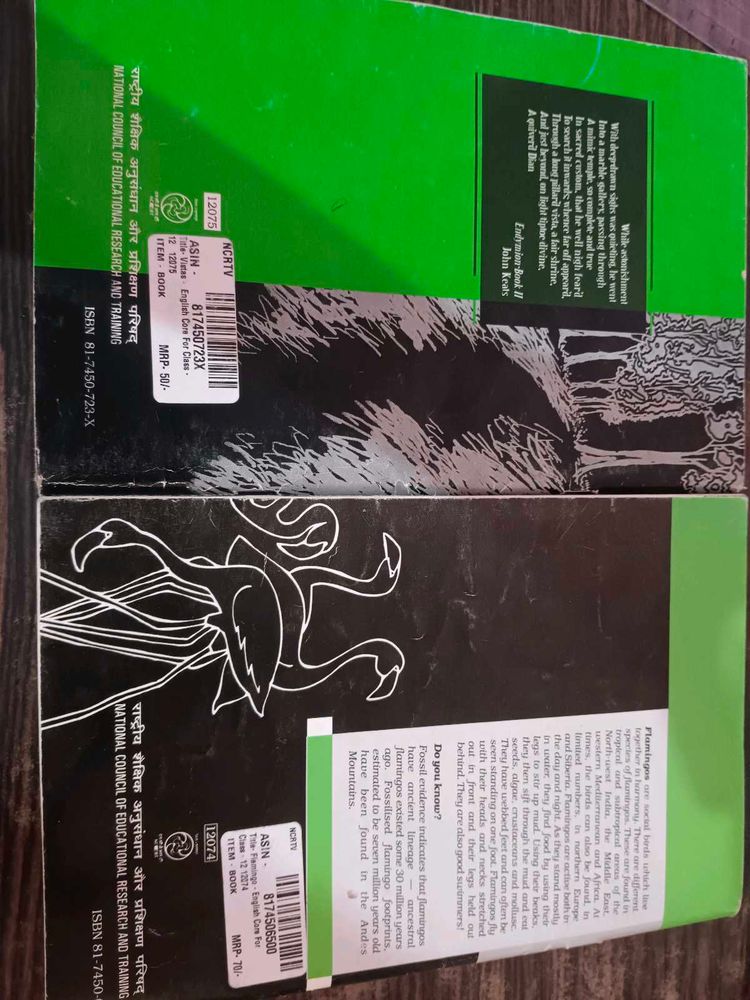 While astonishment
With deepdrawn sighs was quieting, he went
Into a marble gallery, passing through
A mimic temple, so complete and true
In sacred custom, that he well nigh fear'd
To search it inwards; whence far off appear'd,
Through a long pillar'd vista, a fair shrine,
And just beyond, on light tiptoe divine,
A quiver'd Dian
Endymion-Book II
John Keats
12075
NCRTV
ASIN - 817450723X
Title- Vistas - English Core For Class -
12 12075
ITEM - BOOK MRP- 50/-
राष्ट्रीय शैक्षिक अनुसंधान और प्रशिक्षण परिषद्
NATIONAL COUNCIL OF EDUCATIONAL RESEARCH AND TRAINING
ISBN 81-7450-723-X
Flamingos are social birds which live
together in harmony. There are different
species of flamingos. These are found in
tropical and subtropical areas of the
North-west India, the Middle East,
western Mediterranean and Africa. At
times, the birds can also be found, in
limited numbers, in northern Europe
and Siberia. Flamingos are active both in
the day and night. As they stand mostly
in water, they find food by using their
legs to stir up mud. Using their beaks,
they then sift through the mud and eat
seeds, algae, crustaceans and mollusc.
They have webbed feet and can often be
seen standing on one foot. Flamingos fly
with their heads and necks stretched
out in front and their legs held out
behind. They are also good swimmers!
Do you know?
Fossil evidence indicates that flamingos
have ancient lineage — ancestral
flamingos existed some 30 million years
ago. Fossilised flamingo footprints,
estimated to be seven million years old
have been found in the Andes
Mountains.
12074
NCRTV
ASIN - 8174506500
Title- Flamingo - English Core For
Class - 12 12074
ITEM - BOOK MRP- 70/-
राष्ट्रीय शैक्षिक अनुसंधान और प्रशिक्षण परिषद्
NATIONAL COUNCIL OF EDUCATIONAL RESEARCH AND TRAINING
ISBN 81-7450-